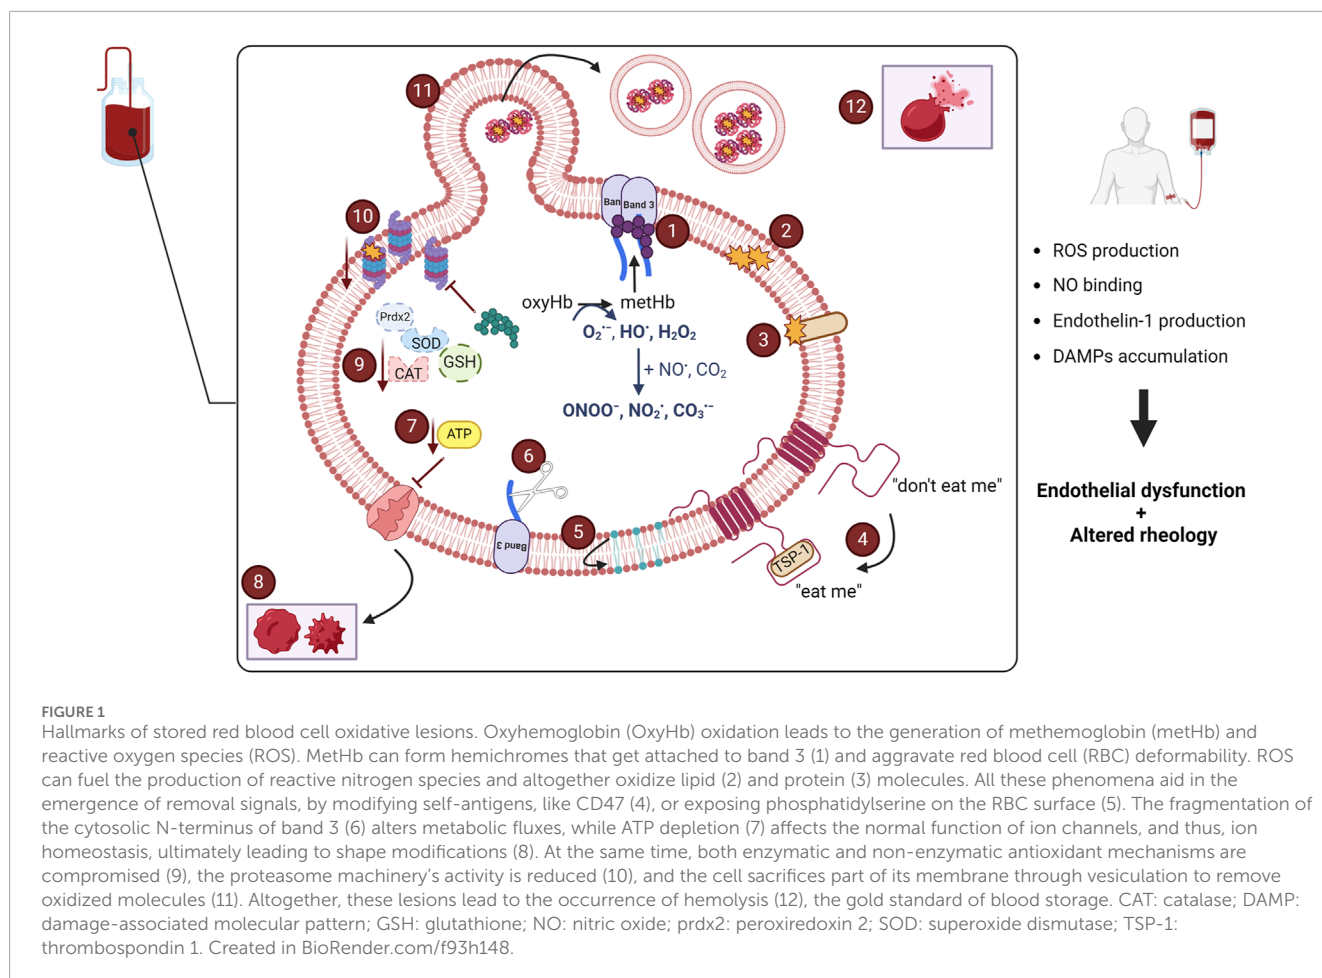 11
12
10
Ban
Band 3
1
2
oxyHb
metHb
O₂˙⁻, HO˙, H₂O₂
+ NO˙, CO₂
ONOO⁻, NO₂˙, CO₃˙⁻
3
Prdx2
SOD
GSH
CAT
9
7
ATP
6
Band 3
5
"don't eat me"
4
TSP-1
"eat me"
8
• ROS production
• NO binding
• Endothelin-1 production
• DAMPs accumulation
Endothelial dysfunction
+
Altered rheology
FIGURE 1
Hallmarks of stored red blood cell oxidative lesions. Oxyhemoglobin (OxyHb) oxidation leads to the generation of methemoglobin (metHb) and
reactive oxygen species (ROS). MetHb can form hemichromes that get attached to band 3 (1) and aggravate red blood cell (RBC) deformability. ROS
can fuel the production of reactive nitrogen species and altogether oxidize lipid (2) and protein (3) molecules. All these phenomena aid in the
emergence of removal signals, by modifying self-antigens, like CD47 (4), or exposing phosphatidylserine on the RBC surface (5). The fragmentation of
the cytosolic N-terminus of band 3 (6) alters metabolic fluxes, while ATP depletion (7) affects the normal function of ion channels, and thus, ion
homeostasis, ultimately leading to shape modifications (8). At the same time, both enzymatic and non-enzymatic antioxidant mechanisms are
compromised (9), the proteasome machinery's activity is reduced (10), and the cell sacrifices part of its membrane through vesiculation to remove
oxidized molecules (11). Altogether, these lesions lead to the occurrence of hemolysis (12), the gold standard of blood storage. CAT: catalase; DAMP:
damage-associated molecular pattern; GSH: glutathione; NO: nitric oxide; prdx2: peroxiredoxin 2; SOD: superoxide dismutase; TSP-1:
thrombospondin 1. Created in BioRender.com/f93h148.